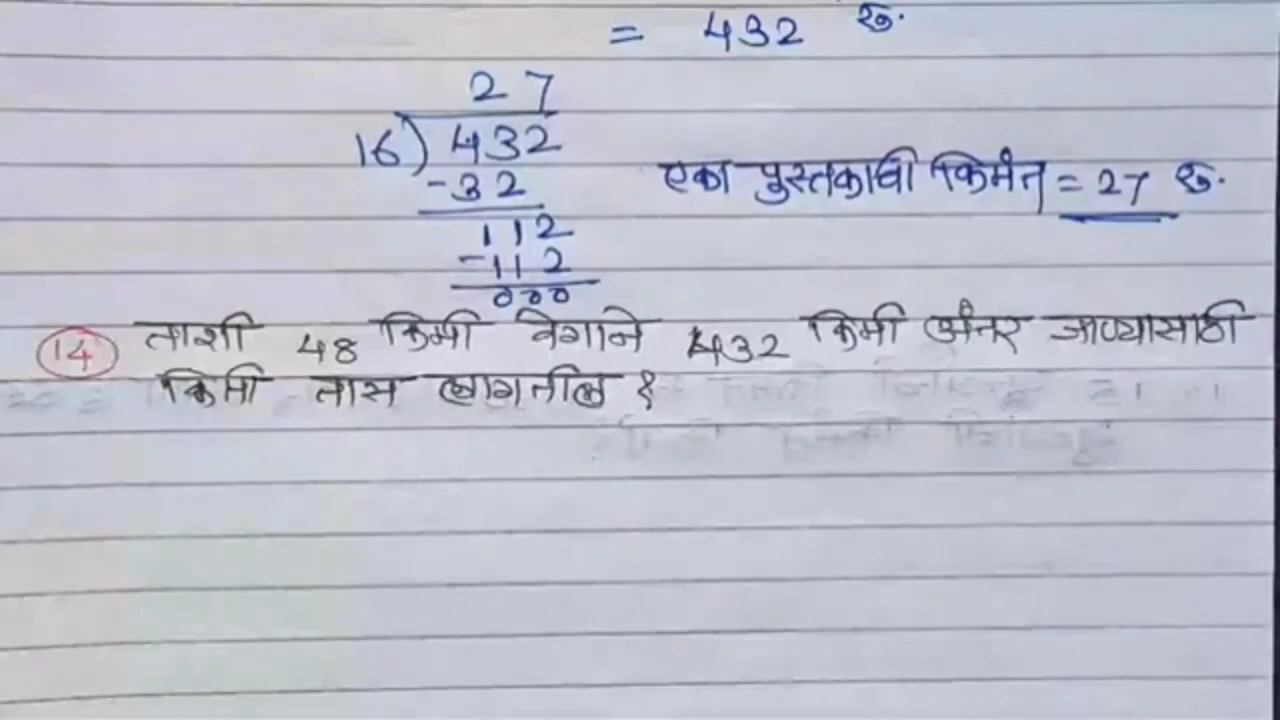 = 432 रु.
27
16) 432
-32
112
-112
000
एका पुस्तकाची किंमत = 27 रु.
14 ताशी 48 किमी वेगाने 432 किमी अंतर जाण्यासाठी
किमी तास लागतील ?